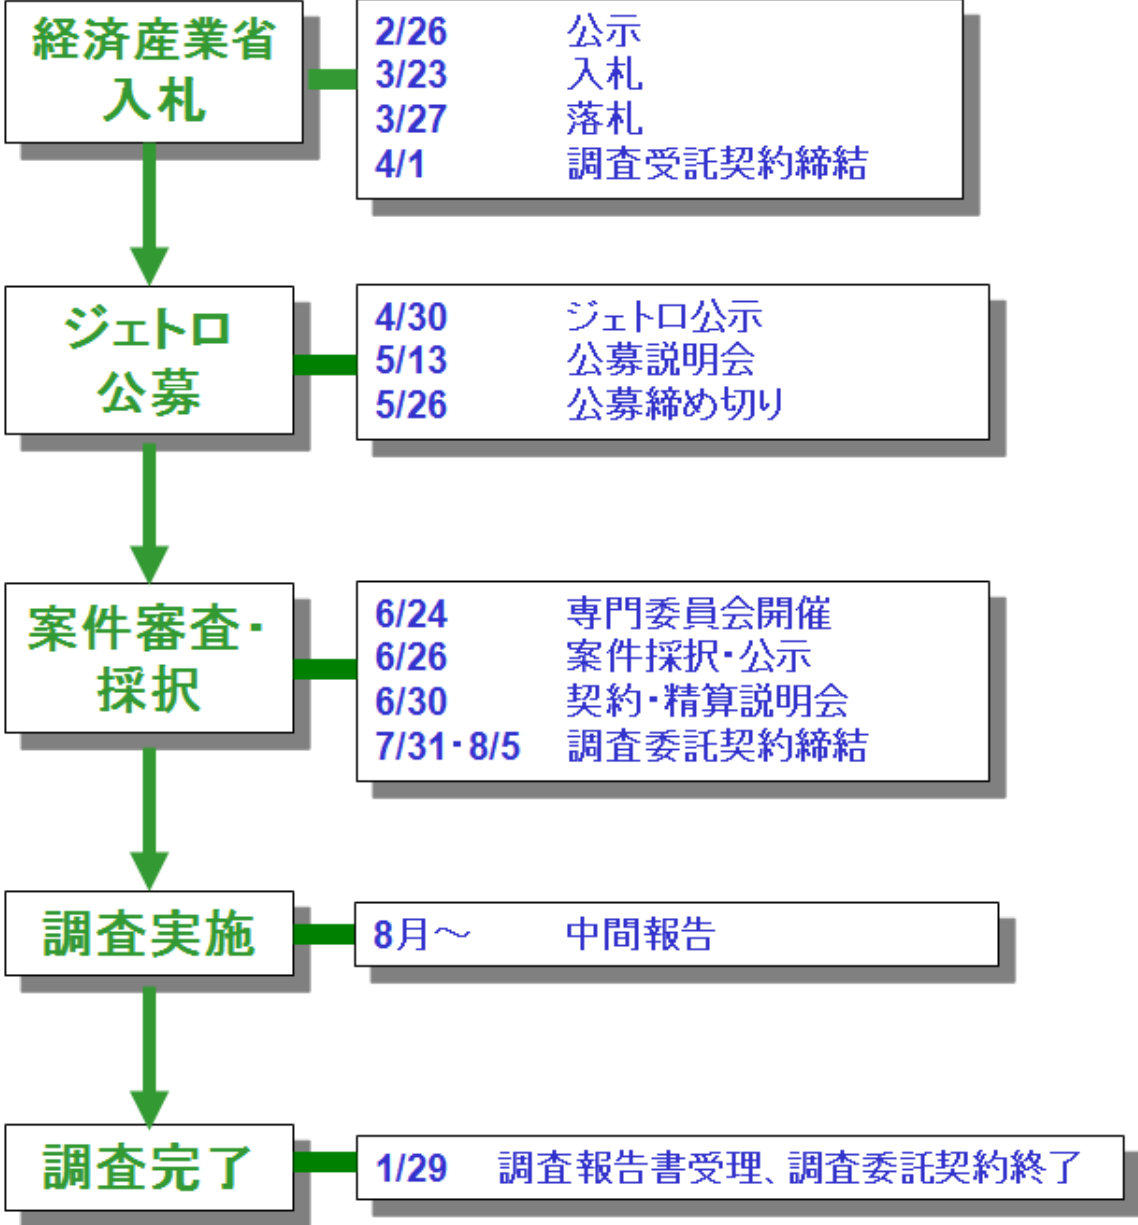 経済産業省
入札
2/26 公示
3/23 入札
3/27 落札
4/1 調査受託契約締結
ジェトロ
公募
4/30 ジェトロ公示
5/13 公募説明会
5/26 公募締め切り
案件審査・
採択
6/24 専門委員会開催
6/26 案件採択・公示
6/30 契約・精算説明会
7/31・8/5 調査委託契約締結
調査実施
8月～ 中間報告
調査完了
1/29 調査報告書受理、調査委託契約終了